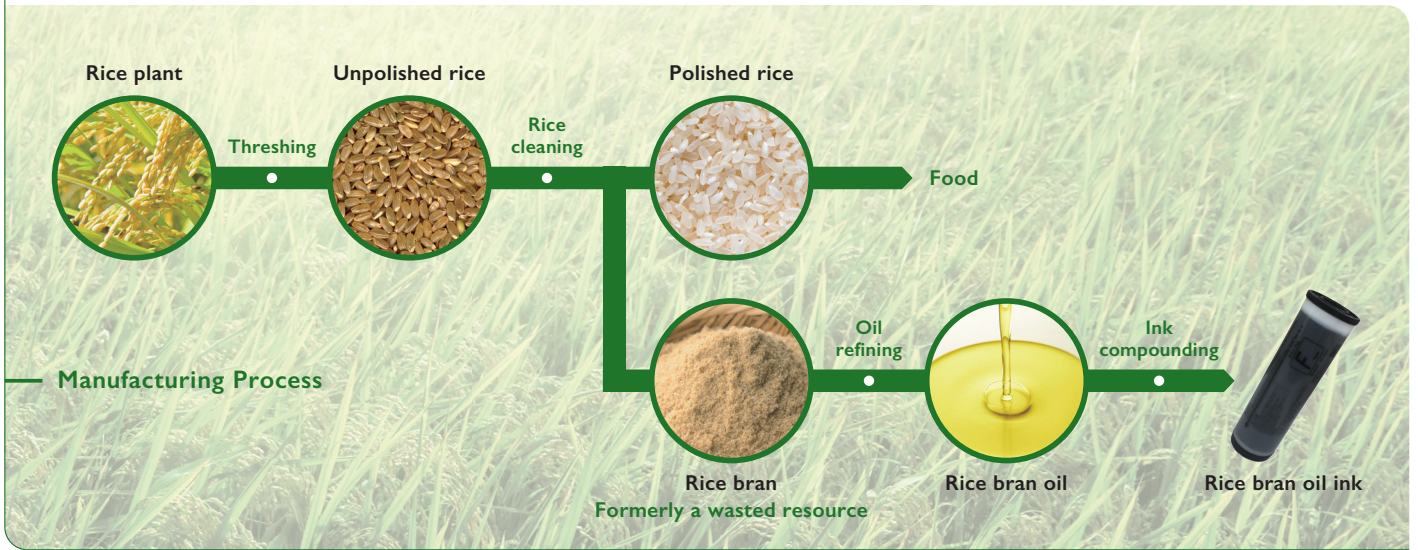 Rice plant
Unpolished rice
Polished rice
Threshing
Rice
cleaning
Food
Manufacturing Process
Oil
refining
Ink
compounding
Rice bran
Formerly a wasted resource
Rice bran oil
Rice bran oil ink